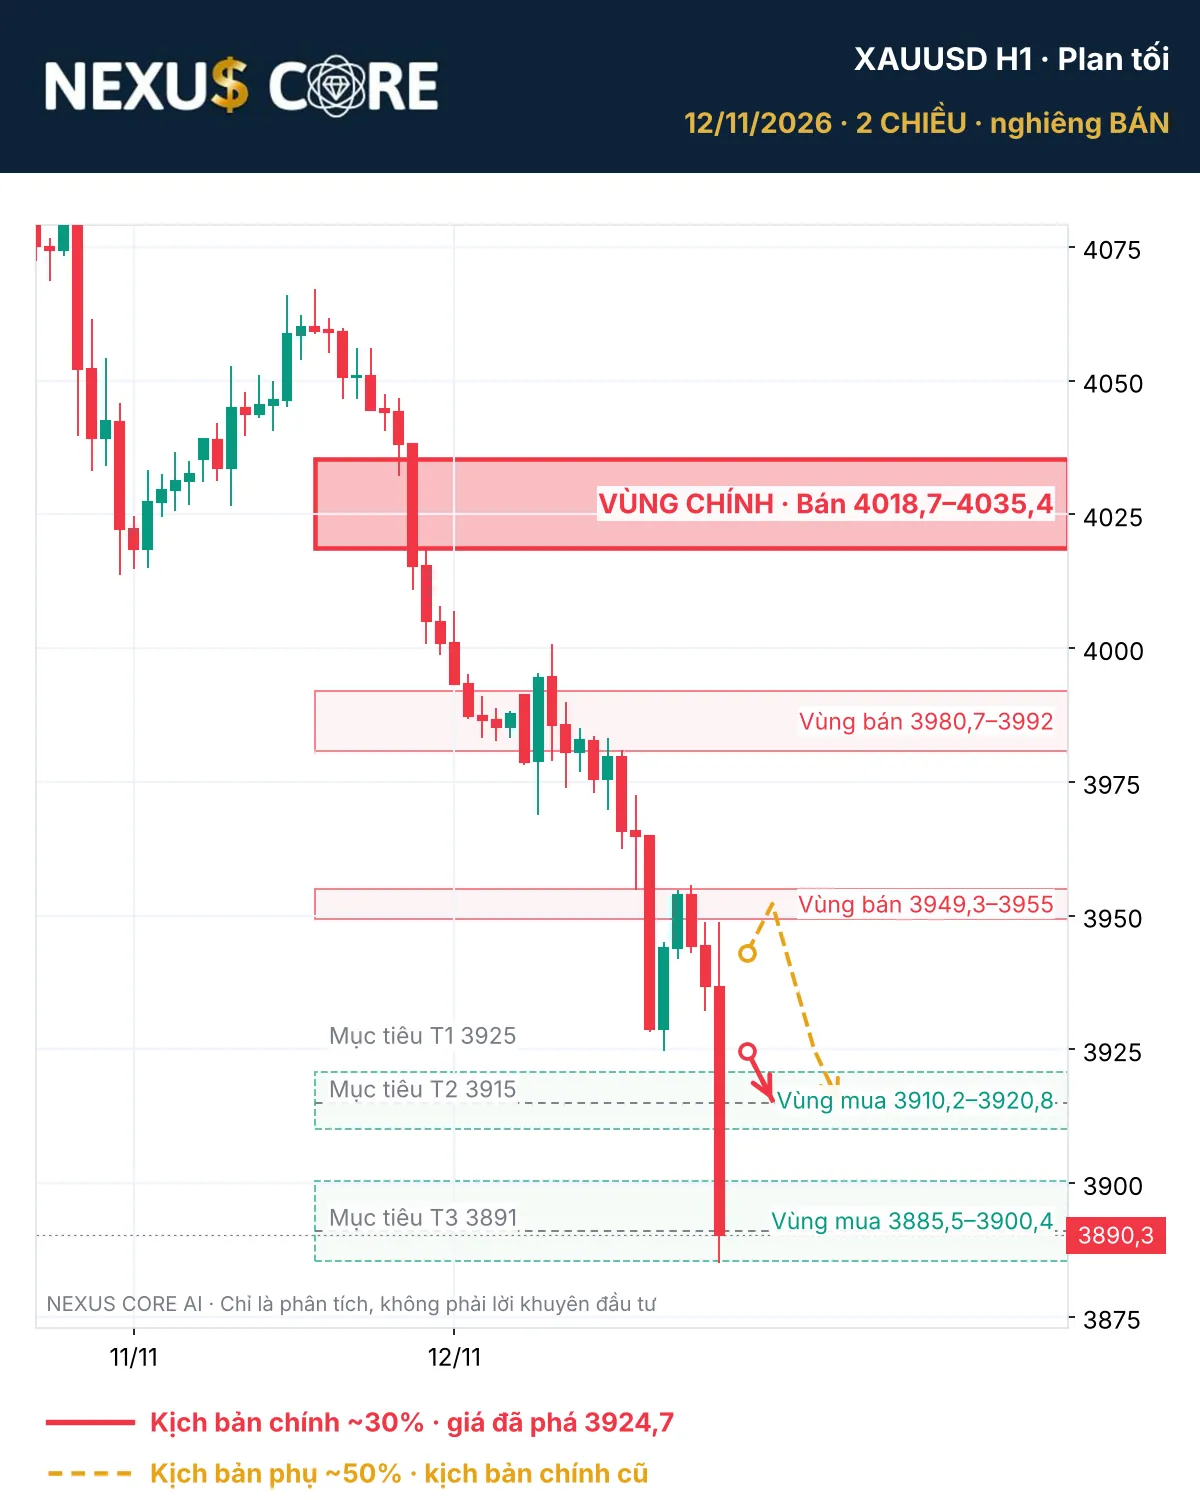 NEXU$ CORE
XAUUSD H1 · Plan tối
12/11/2026 · 2 CHIỀU · nghiêng BÁN
4075
4050
VÙNG CHÍNH · Bán 4018,7–4035,4
4025
4000
Vùng bán 3980,7–3992
3975
Vùng bán 3949,3–3955
3950
Mục tiêu T1 3925
3925
Mục tiêu T2 3915
Vùng mua 3910,2–3920,8
3900
Mục tiêu T3 3891
Vùng mua 3885,5–3900,4
3890,3
NEXUS CORE AI · Chỉ là phân tích, không phải lời khuyên đầu tư
3875
11/11
12/11
Kịch bản chính ~30% · giá đã phá 3924,7
Kịch bản phụ ~50% · kịch bản chính cũ